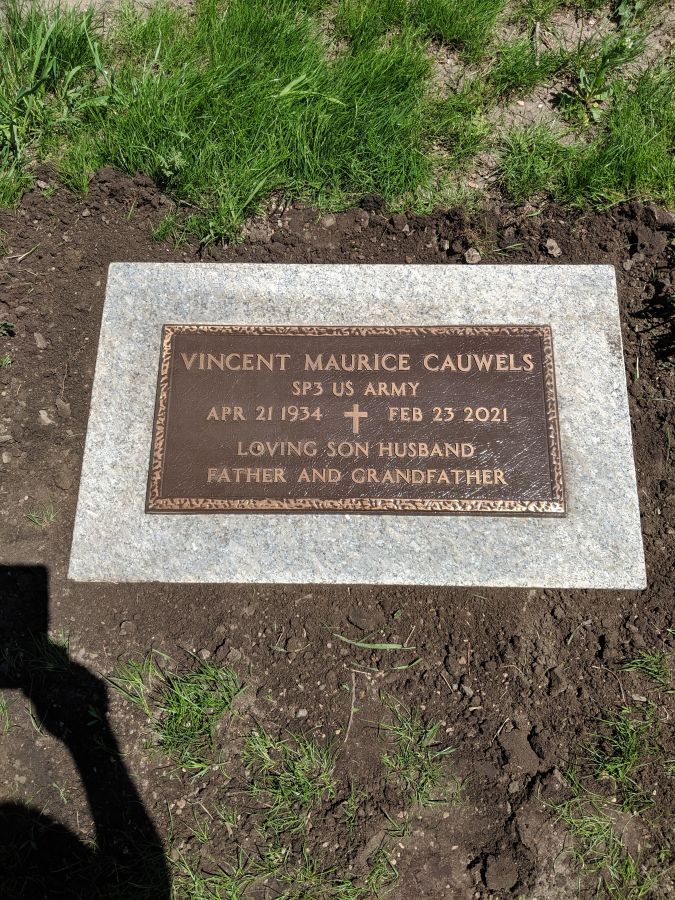 VINCENT MAURICE CAUWELS
SP3 US ARMY
APR 21 1934 FEB 23 2021
LOVING SON HUSBAND
FATHER AND GRANDFATHER